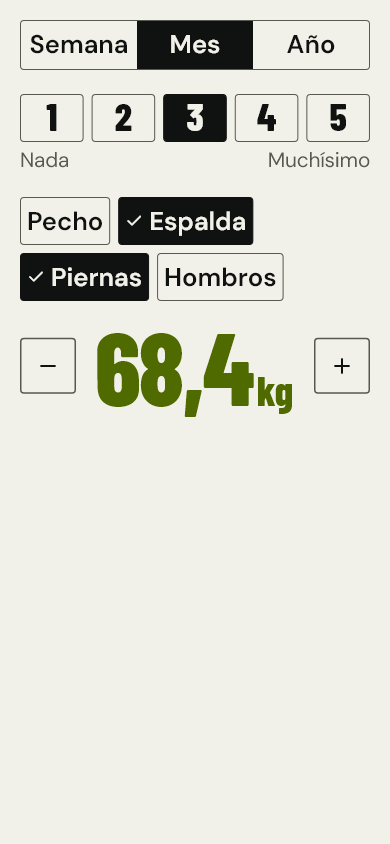 Semana Mes Año
1 2 3 4 5
Nada Muchísimo
Pecho ✓ Espalda
✓ Piernas Hombros
− 68,4kg +